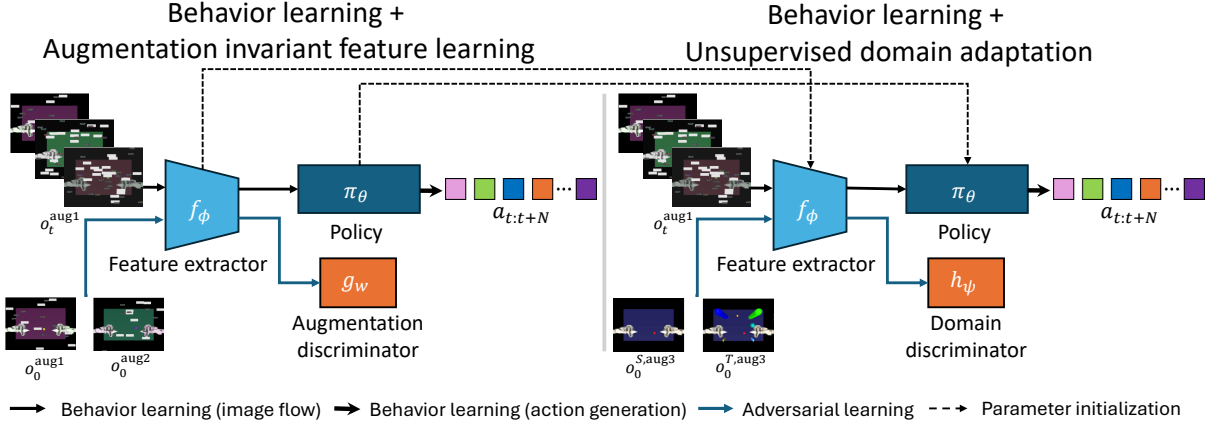 Behavior learning +
Augmentation invariant feature learning
Behavior learning +
Unsupervised domain adaptation
o_t^aug1
f_ϕ
Feature extractor
π_θ
Policy
...
a_{t:t+N}
g_w
Augmentation
discriminator
o_0^aug1
o_0^aug2
o_t^aug1
f_ϕ
Feature extractor
π_θ
Policy
...
a_{t:t+N}
h_ψ
Domain
discriminator
o_0^{S,aug3}
o_0^{T,aug3}
Behavior learning (image flow)
Behavior learning (action generation)
Adversarial learning
Parameter initialization